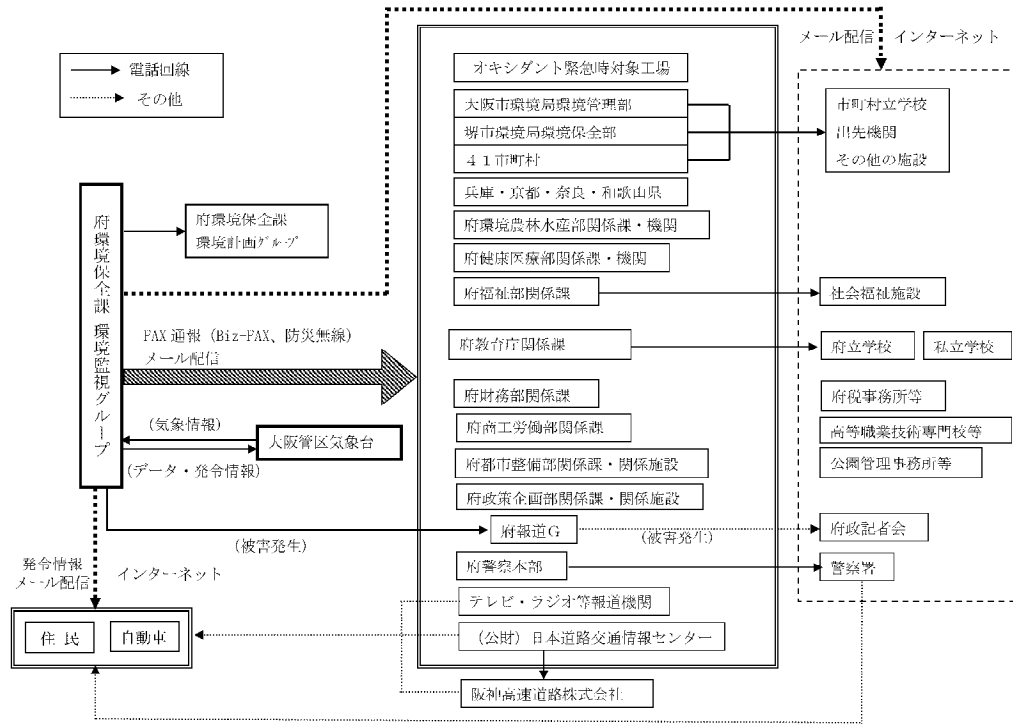 メール配信 インターネット
電話回線
その他
オキシダント緊急時対象工場
大阪市環境局環境管理部
堺市環境局環境保全部
41市町村
市町村立学校
出先機関
その他の施設
兵庫・京都・奈良・和歌山県
府環境保全課
環境計画グループ
府環境農林水産部関係課・機関
府健康医療部関係課・機関
府環境保全課 環境監視グループ
府福祉部関係課
社会福祉施設
FAX 通報(Biz-FAX、防災無線)
メール配信
府教育庁関係課
府立学校
私立学校
府財務部関係課
府税事務所等
(気象情報)
大阪管区気象台
(データ・発令情報)
府商工労働部関係課
高等職業技術専門校等
府都市整備部関係課・関係施設
公園管理事務所等
府政策企画部関係課・関係施設
府報道G
(被害発生)
(被害発生)
府政記者会
発令情報
メール配信
インターネット
府警察本部
警察署
テレビ・ラジオ等報道機関
住 民
自動車
(公財)日本道路交通情報センター
阪神高速道路株式会社